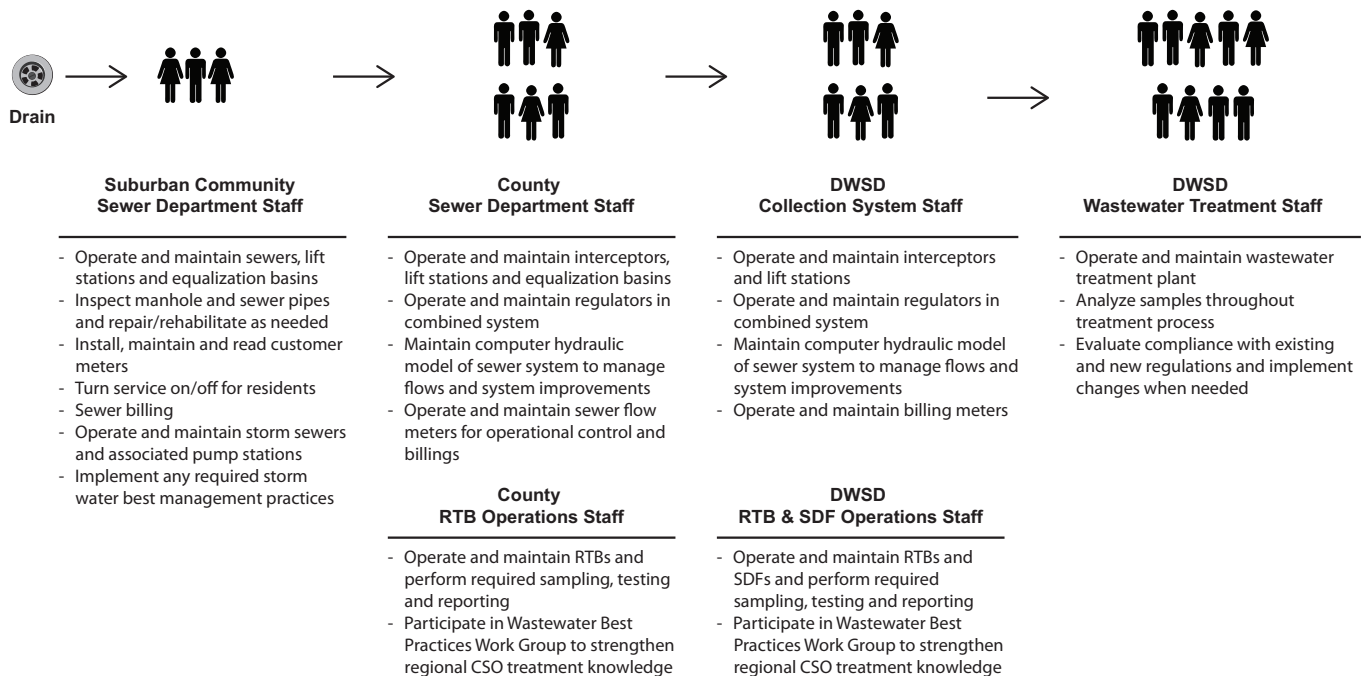 Drain
Suburban Community
Sewer Department Staff
- Operate and maintain sewers, lift
stations and equalization basins
- Inspect manhole and sewer pipes
and repair/rehabilitate as needed
- Install, maintain and read customer
meters
- Turn service on/off for residents
- Sewer billing
- Operate and maintain storm sewers
and associated pump stations
- Implement any required storm
water best management practices
County
Sewer Department Staff
- Operate and maintain interceptors,
lift stations and equalization basins
- Operate and maintain regulators in
combined system
- Maintain computer hydraulic
model of sewer system to manage
flows and system improvements
- Operate and maintain sewer flow
meters for operational control and
billings
County
RTB Operations Staff
- Operate and maintain RTBs and
perform required sampling, testing
and reporting
- Participate in Wastewater Best
Practices Work Group to strengthen
regional CSO treatment knowledge
DWSD
Collection System Staff
- Operate and maintain interceptors
and lift stations
- Operate and maintain regulators in
combined system
- Maintain computer hydraulic model
of sewer system to manage flows and
system improvements
- Operate and maintain billing meters
DWSD
RTB & SDF Operations Staff
- Operate and maintain RTBs and
SDFs and perform required
sampling, testing and reporting
- Participate in Wastewater Best
Practices Work Group to strengthen
regional CSO treatment knowledge
DWSD
Wastewater Treatment Staff
- Operate and maintain wastewater
treatment plant
- Analyze samples throughout
treatment process
- Evaluate compliance with existing
and new regulations and implement
changes when needed